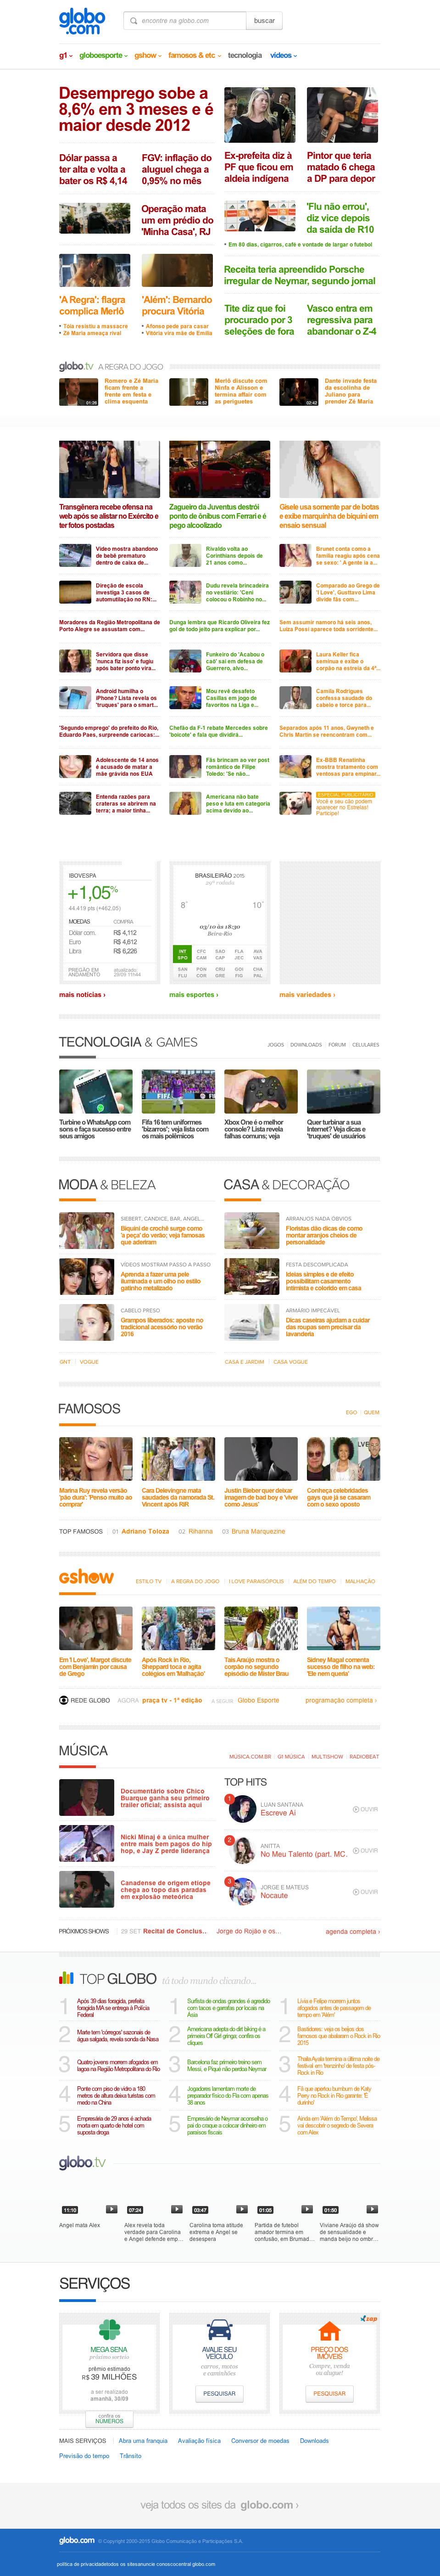 globo
.com
encontre na globo.com
buscar
g1 globoesporte gshow famosos & etc tecnologia vídeos
Desemprego sobe a
8,6% em 3 meses e é
maior desde 2012
Ex-prefeita diz à
PF que ficou em
aldeia indígena
Pintor que teria
matado 6 chega
a DP para depor
Dólar passa a
ter alta e volta a
bater os R$ 4,14
FGV: inflação do
aluguel chega a
0,95% no mês
Operação mata
um em prédio do
'Minha Casa', RJ
'Flu não errou',
diz vice depois
da saída de R10
• Em 80 dias, cigarros, café e vontade de largar o futebol
'A Regra': flagra
complica Merlô
• Tóia resistiu a massacre
• Zé Maria ameaça rival
'Além': Bernardo
procura Vitória
• Afonso pede para casar
• Vitória vira mãe de Emília
Receita teria apreendido Porsche
irregular de Neymar, segundo jornal
Tite diz que foi
procurado por 3
seleções de fora
Vasco entra em
regressiva para
abandonar o Z-4
globo.tv A REGRA DO JOGO
01:26
Romero e Zé Maria
ficam frente a
frente em festa e
clima esquenta
04:52
Merlô discute com
Ninfa e Alisson e
termina affair com
as periguetes
02:42
Dante invade festa
da escolinha de
Juliano para
prender Zé Maria
Transgênera recebe ofensa na
web após se alistar no Exército e
ter fotos postadas
Zagueiro da Juventus destrói
ponto de ônibus com Ferrari e é
pego alcoolizado
Gisele usa somente par de botas
e exibe marquinha de biquíni em
ensaio sensual
Vídeo mostra abandono
de bebê prematuro
dentro de caixa de...
Rivaldo volta ao
Corinthians depois de
21 anos como...
Brunet conta como a
família reagiu após cena
se sexo: ' A gente ia a...
Direção de escola
investiga 3 casos de
automutilação no RN:...
Dudu revela brincadeira
no vestiário: 'Ceni
colocou o Robinho no...
Comparado ao Grego de
'I Love', Gusttavo Lima
divide fãs com...
Moradores da Região Metropolitana de
Porto Alegre se assustam com...
Dunga lembra que Ricardo Oliveira fez
gol de todo jeito para explicar por...
Sem assumir namoro há seis anos,
Luiza Possi aparece toda sorridente...
Servidora que disse
'nunca fiz isso' e fugiu
após bater ponto vira...
Funkeiro do 'Acabou o
caô' sai em defesa de
Guerrero, alvo...
Laura Keller fica
seminua e exibe o
corpão na estreia da 4ª...
Android humilha o
iPhone? Lista revela os
'truques' para o smart...
Mou revê desafeto
Casillas em jogo de
favoritos na Liga e...
Camila Rodrigues
confessa saudade do
cabelo e torce para...
'Segundo emprego' do prefeito do Rio,
Eduardo Paes, surpreende cariocas:...
Chefão da F-1 rebate Mercedes sobre
'boicote' e fala que dividirá...
Separados após 11 anos, Gwyneth e
Chris Martin se reencontram com...
Adolescente de 14 anos
é acusado de matar a
mãe grávida nos EUA
Fãs brincam ao ver post
romântico de Filipe
Toledo: 'Se não...
Ex-BBB Renatinha
mostra tratamento com
ventosas para empinar...
Entenda razões para
crateras se abrirem na
terra; a maior tinha...
Americana não bate
peso e luta em categoria
acima devido ao...
ESPECIAL PUBLICITÁRIO
Você e seu cão podem
aparecer no Estrelas!
Participe!
IBOVESPA
+1,05%
44.419 pts (+462,05)
MOEDAS COMPRA
Dólar com. R$ 4,112
Euro R$ 4,612
Libra R$ 6,226
PREGÃO EM
ANDAMENTO
atualizado
29/09 11h44
BRASILEIRÃO 2015
29ª rodada
8º 10º
03/10 às 18:30
Beira-Rio
INT CFC SAO FLA AVA
SPO CAM CAP JEC VAS
SAN PON CRU GOI CHA
FLU COR GRE FIG PAL
mais notícias ›
mais esportes ›
mais variedades ›
TECNOLOGIA & GAMES
JOGOS DOWNLOADS FÓRUM CELULARES
Turbine o WhatsApp com
sons e faça sucesso entre
seus amigos
Fifa 16 tem uniformes
'bizarros'; veja lista com
os mais polêmicos
Xbox One é o melhor
console? Lista revela
falhas comuns; veja
Quer turbinar a sua
Internet? Veja dicas e
'truques' de usuários
MODA & BELEZA
CASA & DECORAÇÃO
SIEBERT, CANDICE, BAR, ANGEL...
Biquíni de crochê surge como
'a peça' do verão; veja famosas
que aderiram
ARRANJOS NADA ÓBVIOS
Floristas dão dicas de como
montar arranjos cheios de
personalidade
VÍDEOS MOSTRAM PASSO A PASSO
Aprenda a fazer uma pele
iluminada e um olho no estilo
gatinho metalizado
FESTA DESCOMPLICADA
Ideias simples e de efeito
possibilitam casamento
intimista e colorido em casa
CABELO PRESO
Grampos liberados: aposte no
tradicional acessório no verão
2016
ARMÁRIO IMPECÁVEL
Dicas caseiras ajudam a cuidar
das roupas sem precisar da
lavanderia
GNT VOGUE
CASA E JARDIM CASA VOGUE
FAMOSOS
EGO QUEM
Marina Ruy revela versão
'pão dura': 'Penso muito ao
comprar'
Cara Delevingne mata
saudades da namorada St.
Vincent após RIR
Justin Bieber quer deixar
imagem de bad boy e 'viver
como Jesus'
Conheça celebridades
gays que já se casaram
com o sexo oposto
TOP FAMOSOS 01 Adriano Toloza 02 Rihanna 03 Bruna Marquezine
gshow
ESTILO TV A REGRA DO JOGO I LOVE PARAISÓPOLIS ALÉM DO TEMPO MALHAÇÃO
Em 'I Love', Margot discute
com Benjamin por causa
de Grego
Após Rock in Rio,
Sheppard toca e agita
colégios em 'Malhação'
Taís Araújo mostra o
corpão no segundo
episódio de Mister Brau
Sidney Magal comenta
sucesso de filho na web:
'Ele nem queria'
REDE GLOBO AGORA praça tv - 1ª edição A SEGUIR Globo Esporte programação completa ›
MÚSICA
MÚSICA.COM.BR G1 MÚSICA MULTISHOW RADIOBEAT
Documentário sobre Chico
Buarque ganha seu primeiro
trailer oficial; assista aqui
Nicki Minaj é a única mulher
entre mais bem pagos do hip
hop, e Jay Z perde liderança
Canadense de origem etíope
chega ao topo das paradas
em explosão meteórica
TOP HITS
1
LUAN SANTANA
Escreve Aí
OUVIR
2
ANITTA
No Meu Talento (part. MC.
OUVIR
3
JORGE E MATEUS
Nocaute
OUVIR
PRÓXIMOS SHOWS 29 SET Recital de Conclus.. Jorge do Rojão e os... agenda completa ›
TOP GLOBO tá todo mundo clicando...
1 Após 39 dias foragida, prefeita
foragida MA se entrega à Polícia
Federal
1 Surfista de ondas grandes é agredido
com tacos e garrafas por locais na
Ásia
1 Lívia e Felipe morrem juntos
afogados antes de passagem de
tempo em 'Além'
2 Marte tem 'córregos' sazonais de
água salgada, revela sonda da Nasa
2 Americana adepta do dirt biking é a
primeira Off Girl gringa; confira os
cliques
2 Bastidores: veja os beijos dos
famosos que abalaram o Rock in Rio
2015
3 Quatro jovens morrem afogados em
lagoa na Região Metropolitana do Rio
3 Barcelona faz primeiro treino sem
Messi, e Piqué não perdoa Neymar
3 Thaila Ayala termina a última noite de
festival em 'trenzinho' de festa pós-
Rock in Rio
4 Ponte com piso de vidro a 180
metros de altura deixa turistas com
medo na China
4 Jogadores lamentam morte de
preparador físico do Fla com apenas
38 anos
4 Fã que apertou bumbum de Katy
Perry no Rock in Rio garante: 'É
durinho'
5 Empresária de 29 anos é achada
morta em quarto de hotel com
suposta droga
5 Empresário de Neymar aconselha o
pai do craque a colocar dinheiro em
paraísos fiscais
5 Ainda em 'Além do Tempo', Melissa
vai descobrir o segredo de Severa
com Alex
globo.tv
11:10
07:24
03:47
01:05
01:50
Angel mata Alex
Alex revela toda
verdade para Carolina
e Angel defende emp...
Carolina toma atitude
extrema e Angel se
desespera
Partida de futebol
amador termina em
confusão, em Brumad...
Viviane Araújo dá show
de sensualidade e
manda beijo no ombr...
SERVIÇOS
MEGA SENA
próximo sorteio
prêmio estimado
R$ 39 MILHÕES
a ser realizado
amanhã, 30/09
confira os
NÚMEROS
AVALIE SEU
VEÍCULO
carros, motos
e caminhões
PESQUISAR
zap
PREÇO DOS
IMÓVEIS
Compre, venda
ou alugue!
PESQUISAR
MAIS SERVIÇOS Abra uma franquia Avaliação física Conversor de moedas Downloads
Previsão do tempo Trânsito
veja todos os sites da globo.com ›
globo.com © Copyright 2000-2015 Globo Comunicação e Participações S.A.
política de privacidade todos os sites anuncie conosco central globo.com